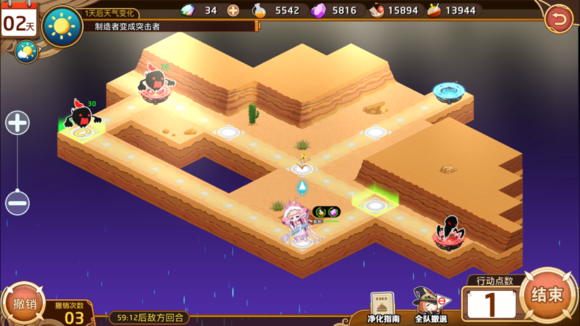 02天
1天后天气变化
制造者变成突击者
34
5542
5816
15894
13944
结束
30
30
撤销
撤销次数
03
59:12后敌方回合
净化指南
全队撤退
行动点数
1
结束